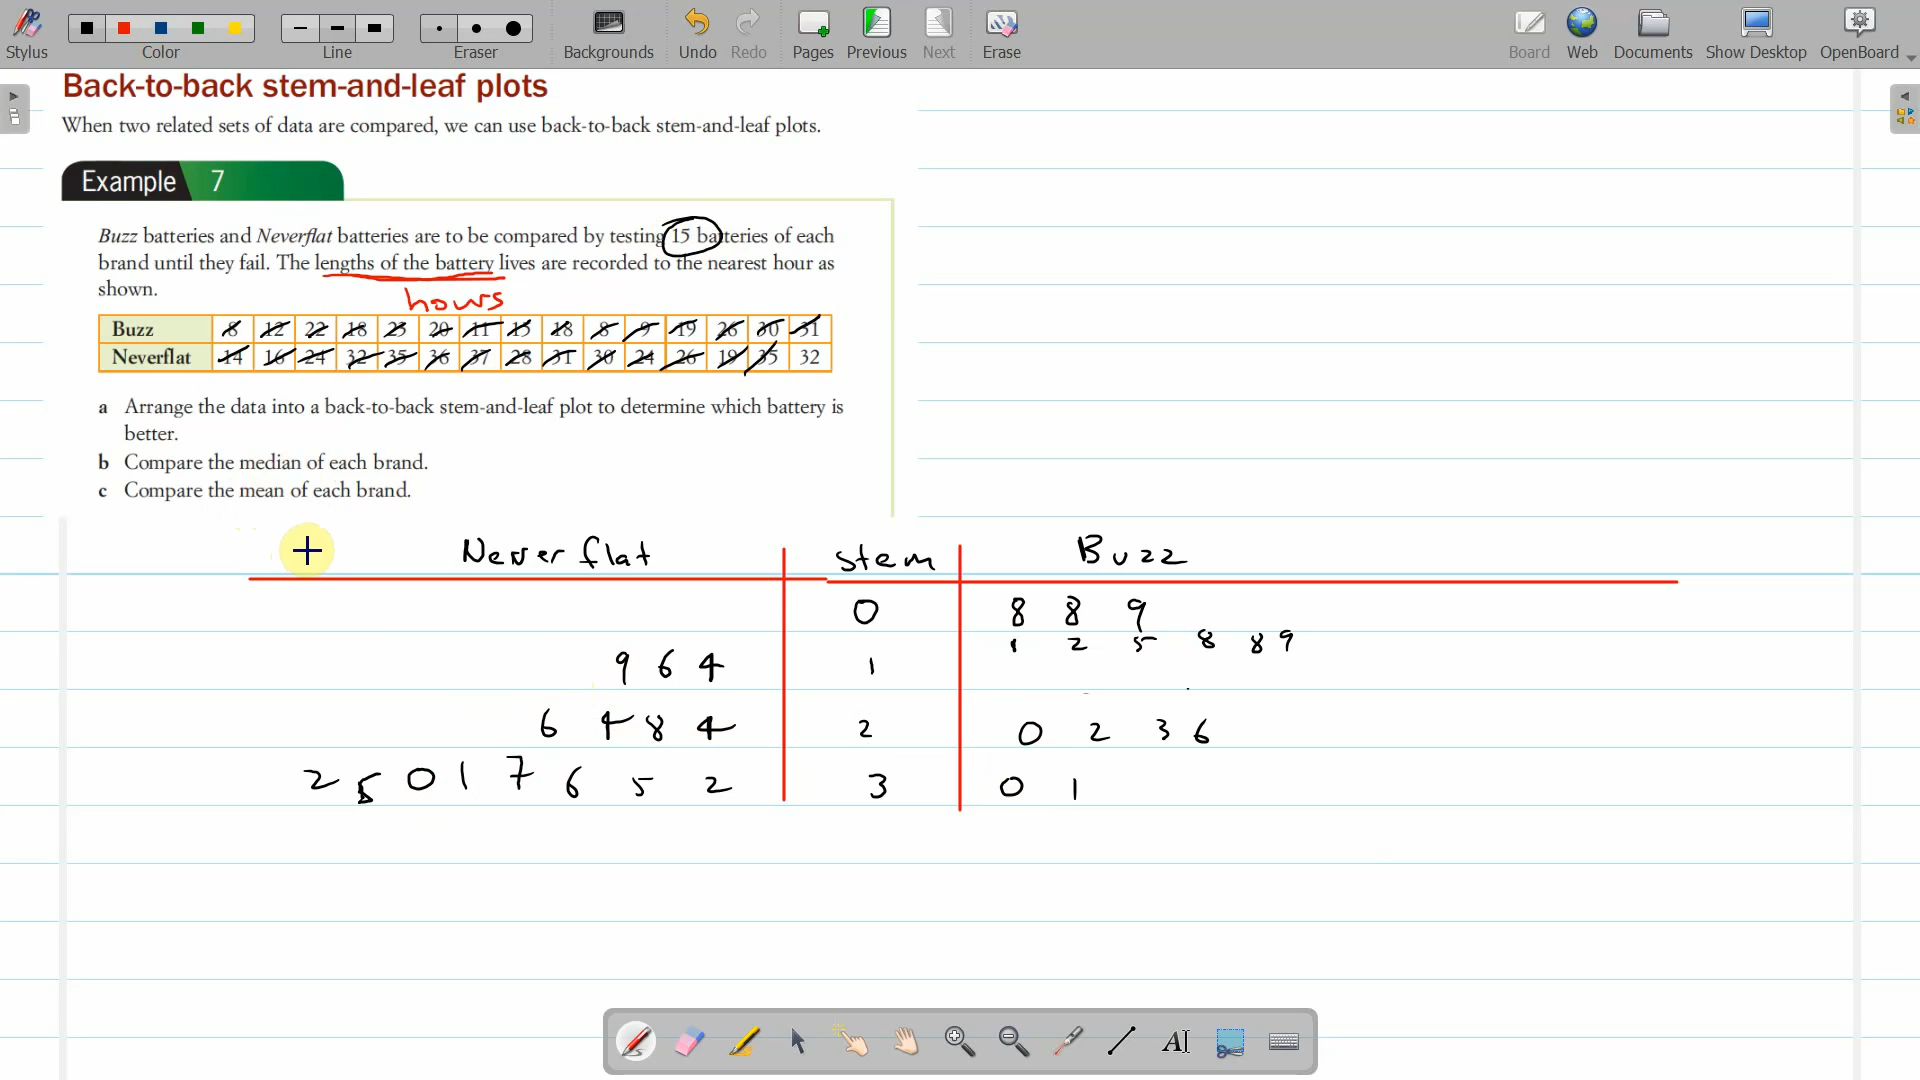 Stylus Color Line Eraser Backgrounds Undo Redo Pages Previous Next Erase Board Web Documents Show Desktop OpenBoard
Back-to-back stem-and-leaf plots
When two related sets of data are compared, we can use back-to-back stem-and-leaf plots.
Example 7
Buzz batteries and Neverflat batteries are to be compared by testing 15 batteries of each
brand until they fail. The lengths of the battery lives are recorded to the nearest hour as
shown.
hours
Buzz 8 12 22 18 23 20 11 15 18 8 9 19 26 30 31
Neverflat 14 16 24 32 35 36 37 28 31 30 24 26 19 35 32
a Arrange the data into a back-to-back stem-and-leaf plot to determine which battery is
better.
b Compare the median of each brand.
c Compare the mean of each brand.
Never flat stem Buzz
0 8 8 9
9 6 4 1 1 2 5 8 8 9
6 4 8 4 2 0 2 3 6
2 5 0 1 7 6 5 2 3 0 1